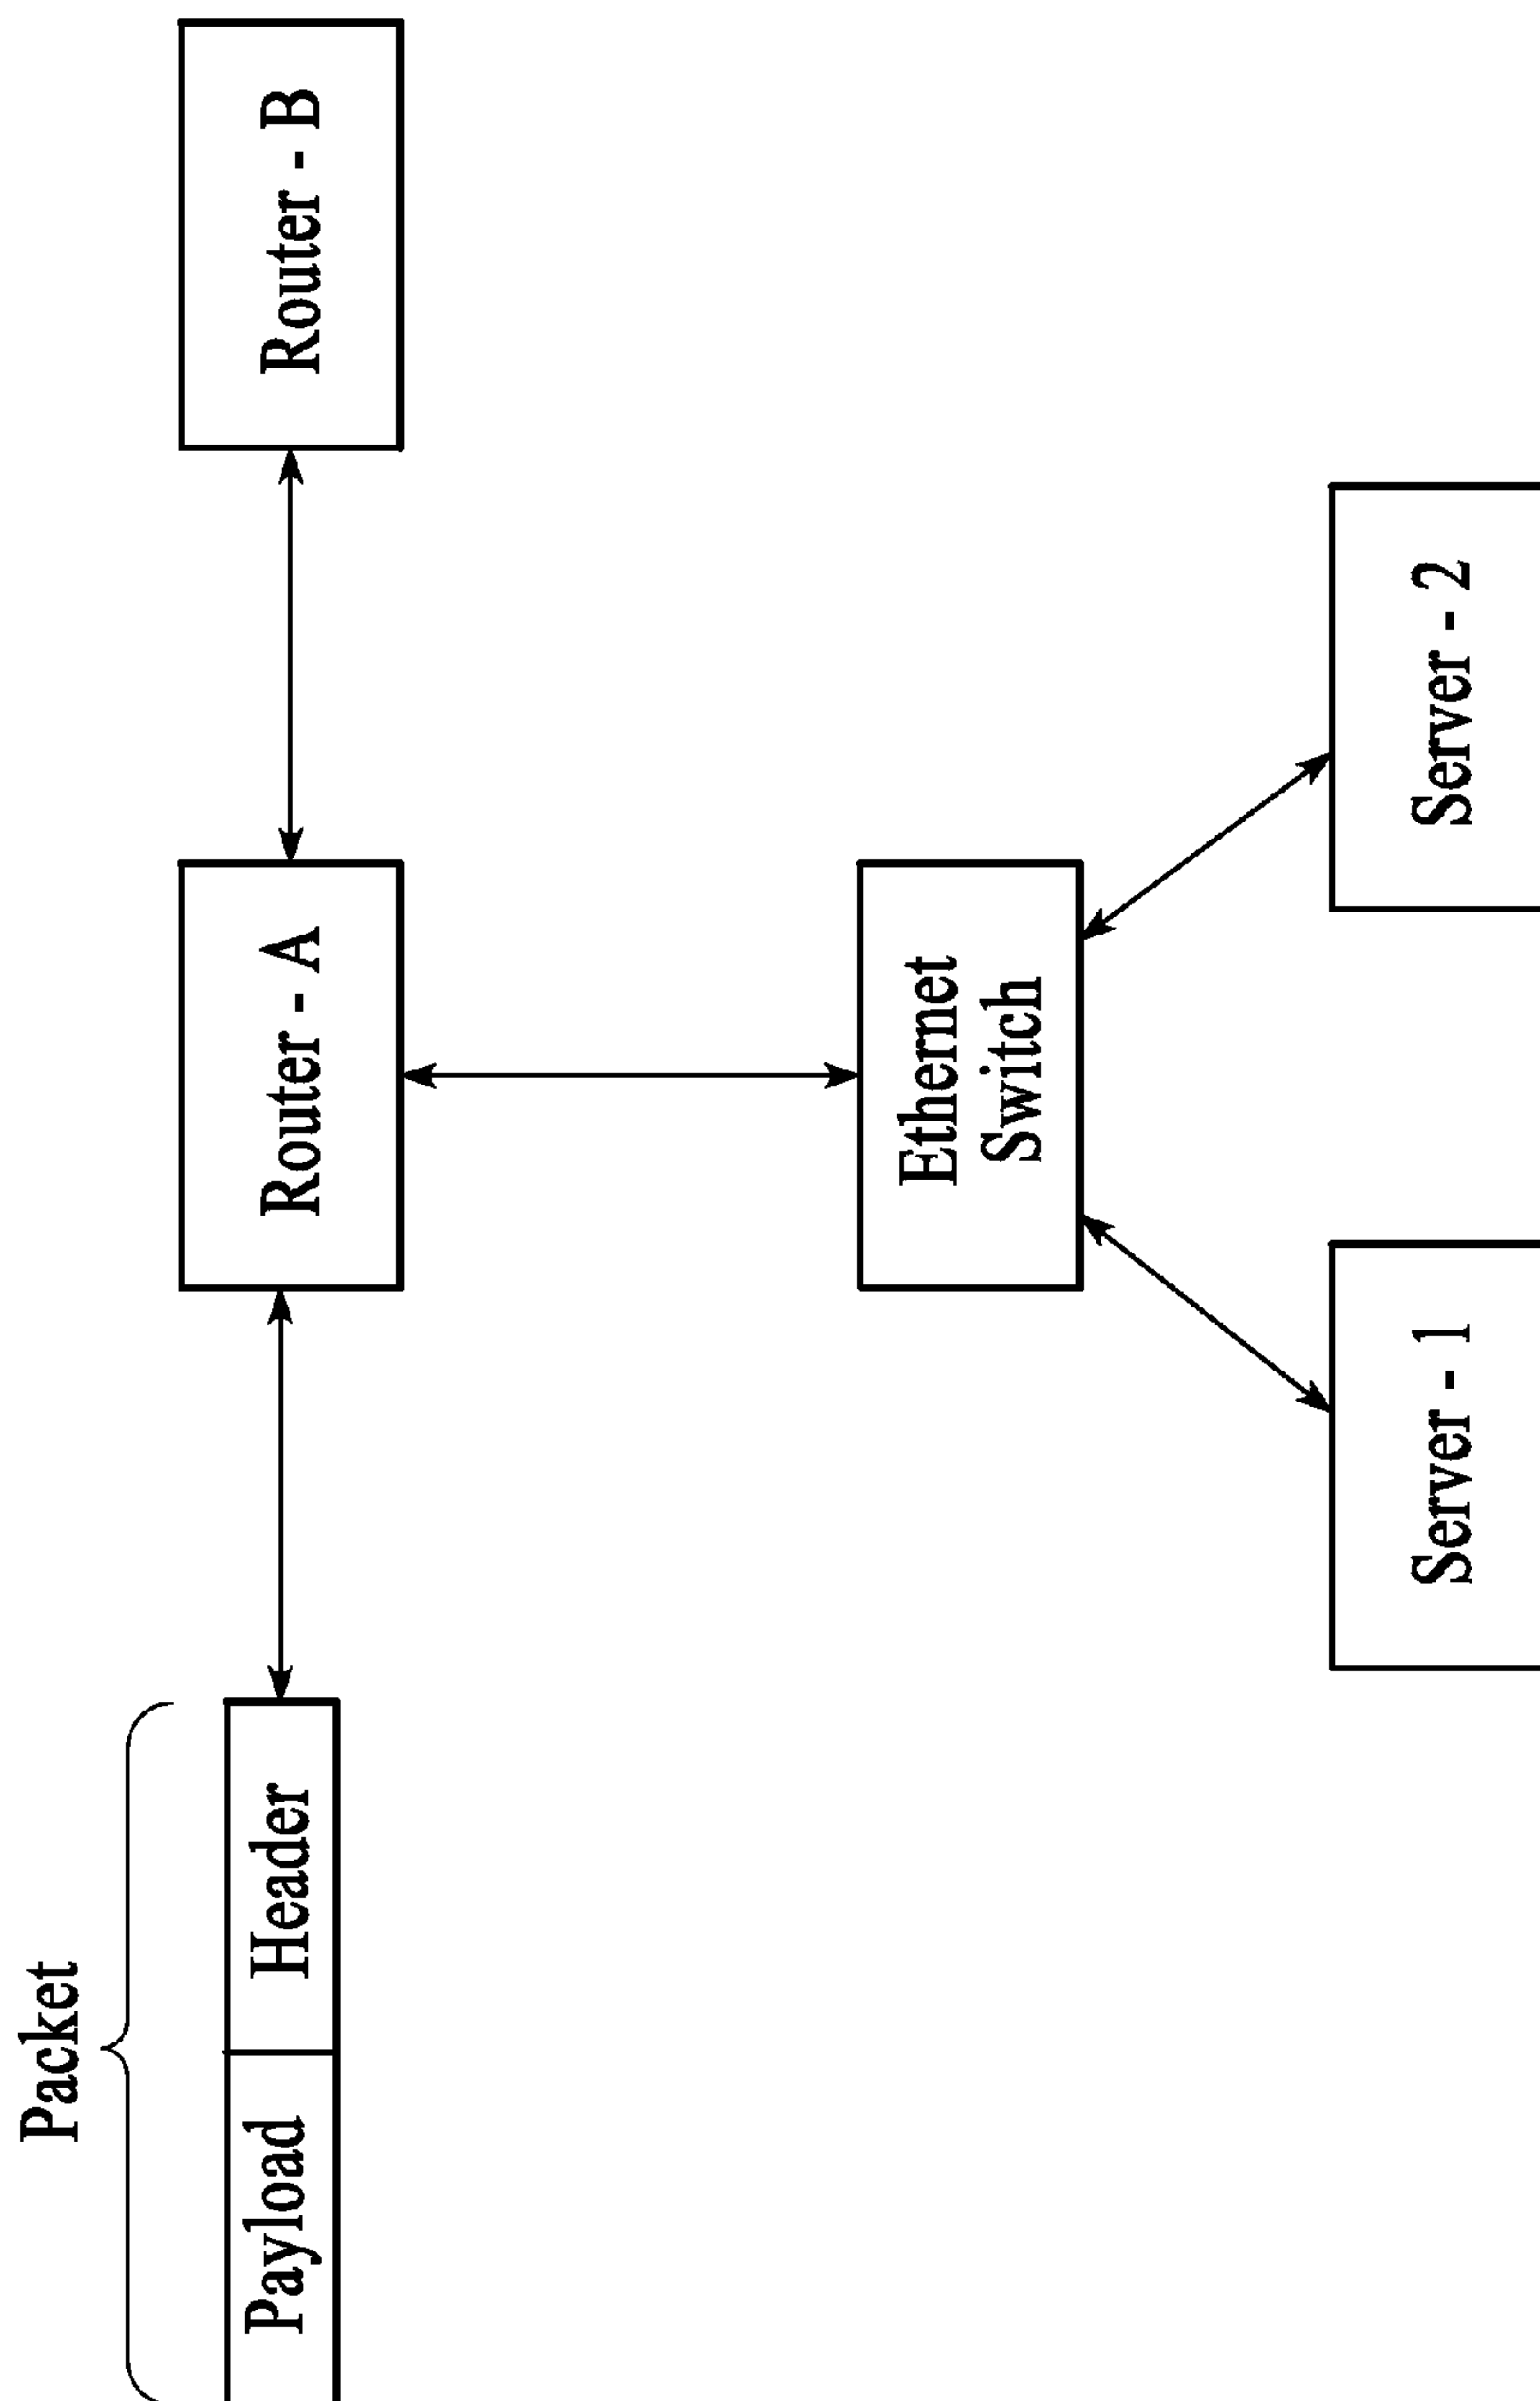 Packet
Payload
Header
Router - A
Router - B
Ethernet
Switch
Server - 1
Server - 2